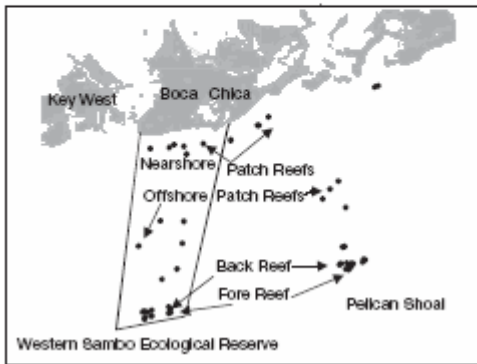 Key West
Boca Chica
Nearshore
Patch Reefs
Offshore
Patch Reefs
Back Reef
Fore Reef
Pelican Shoal
Western Sambo Ecological Reserve